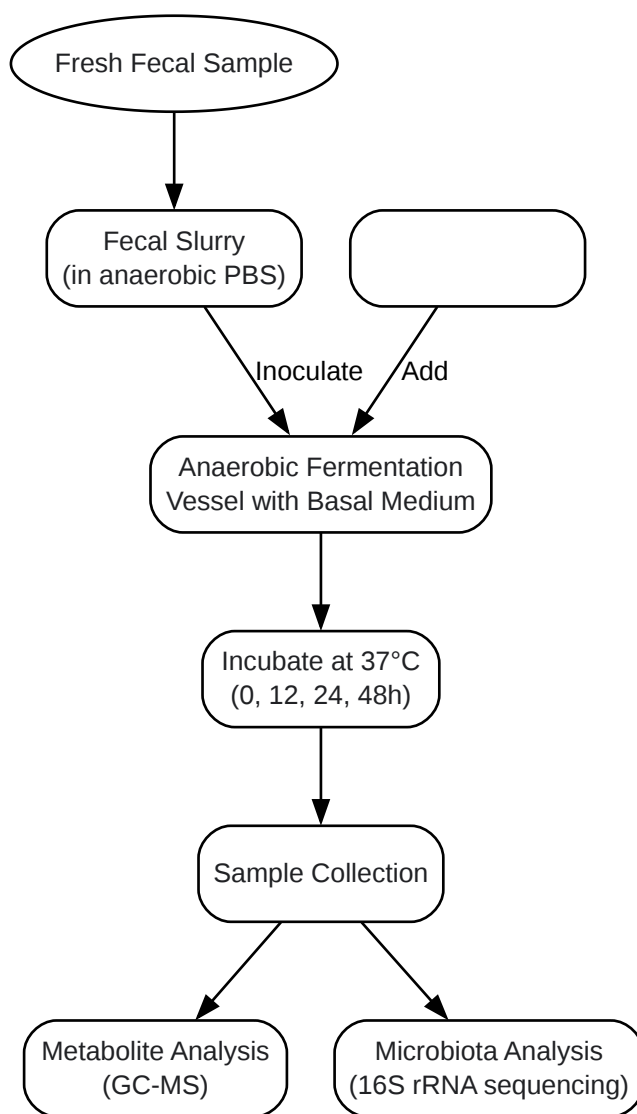 Fresh Fecal Sample
Fecal Slurry
(in anaerobic PBS)
Inoculate
Add
Anaerobic Fermentation
Vessel with Basal Medium
Incubate at 37°C
(0, 12, 24, 48h)
Sample Collection
Metabolite Analysis
(GC-MS)
Microbiota Analysis
(16S rRNA sequencing)